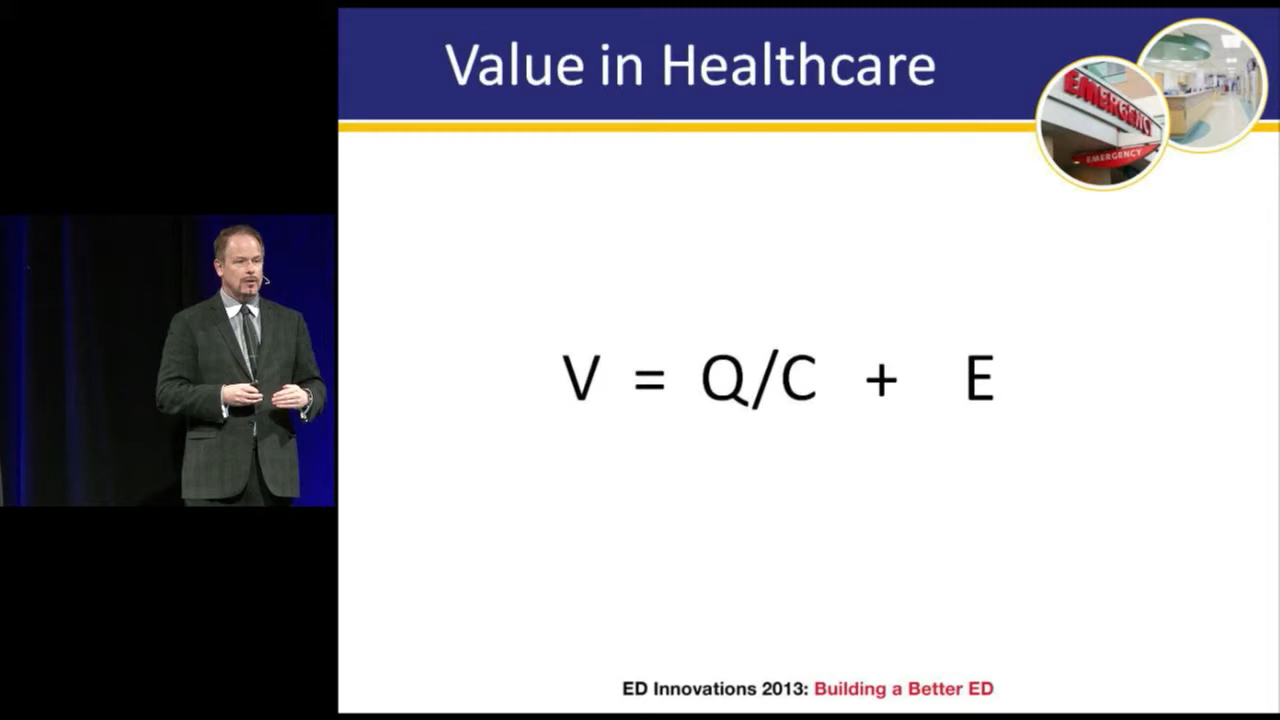 Value in Healthcare
EMERGENCY
EMERGENCY
V = Q/C + E
ED Innovations 2013: Building a Better ED